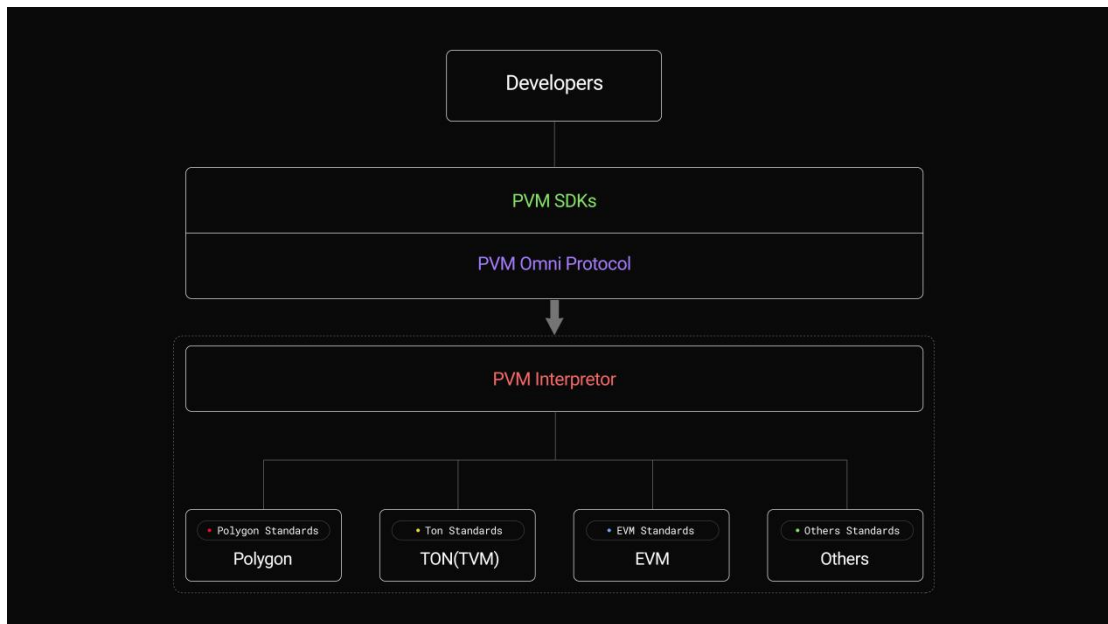 Developers
PVM SDKs
PVM Omni Protocol
PVM Interpretor
Polygon Standards
Polygon
Ton Standards
TON(TVM)
EVM Standards
EVM
Others Standards
Others